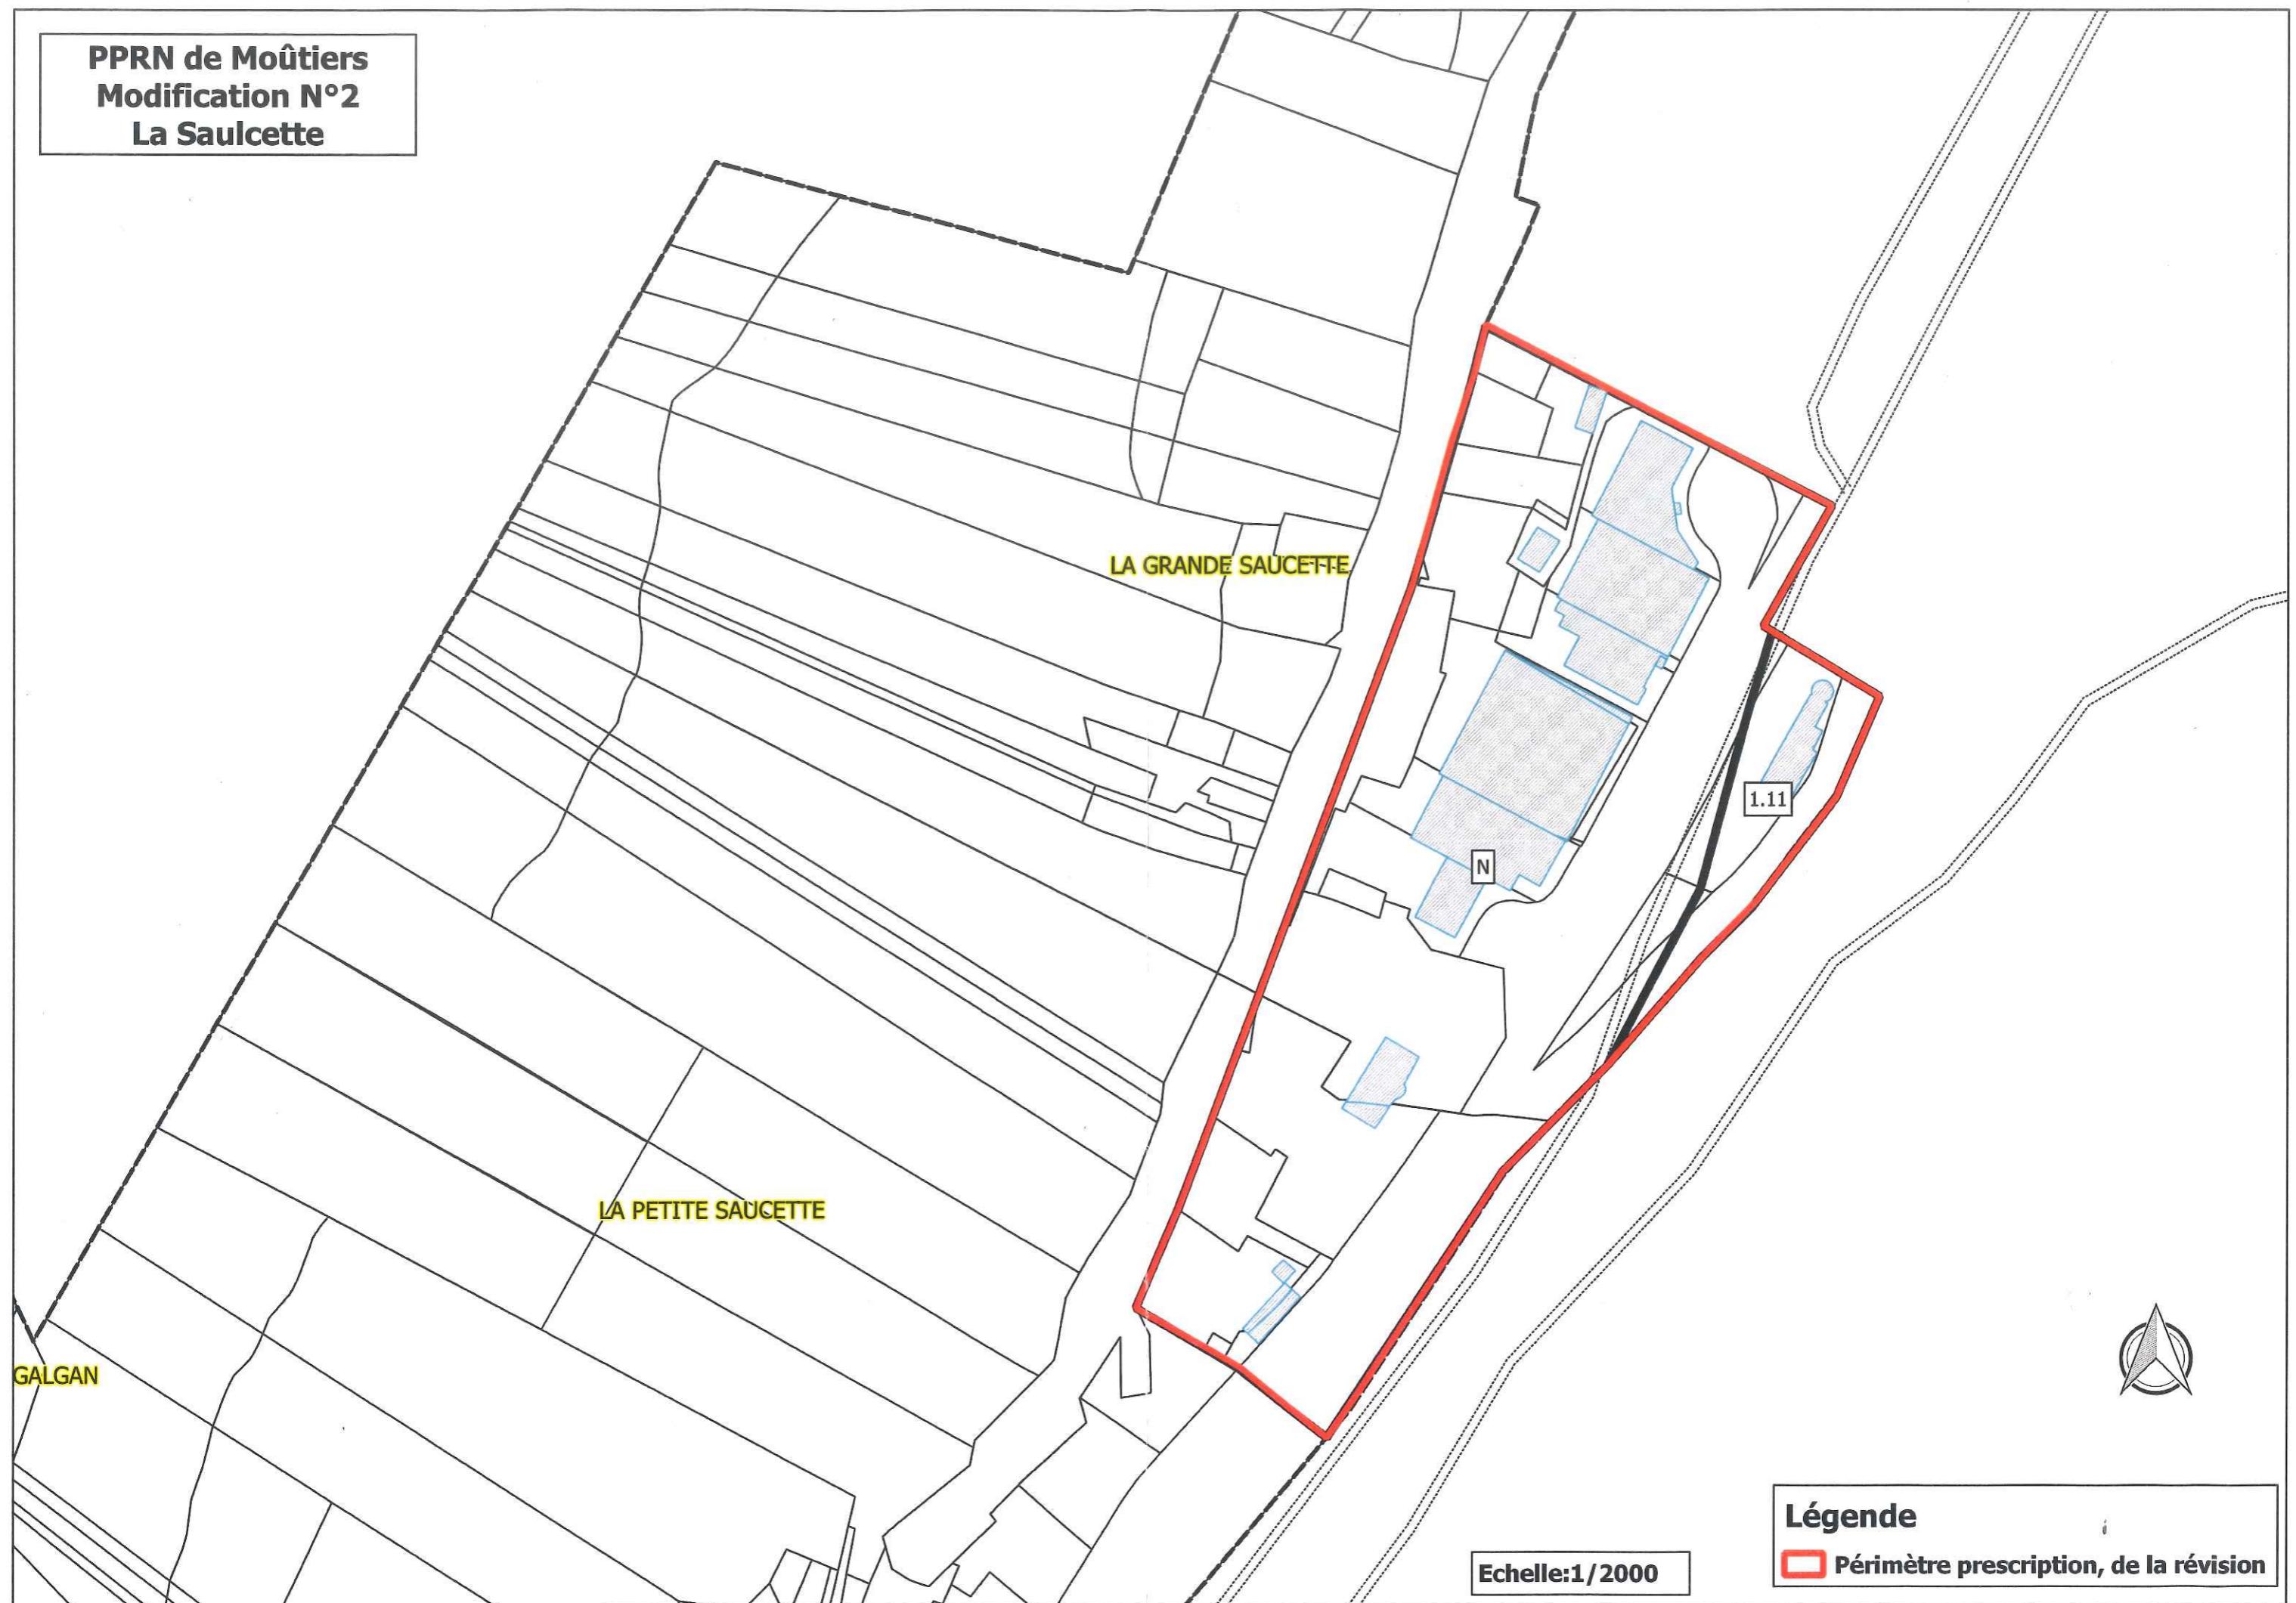 PPRN de Moûtiers
Modification N°2
La Saulcette
LA GRANDE SAUCETTE
1.11
N
LA PETITE SAUCETTE
GALGAN
Légende
Périmètre prescription, de la révision
Echelle:1/2000